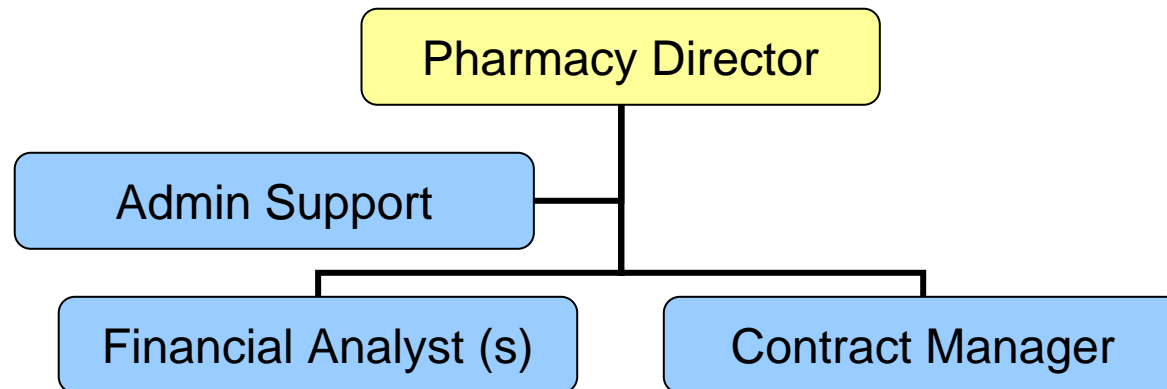 Pharmacy Director
Admin Support
Financial Analyst (s)
Contract Manager